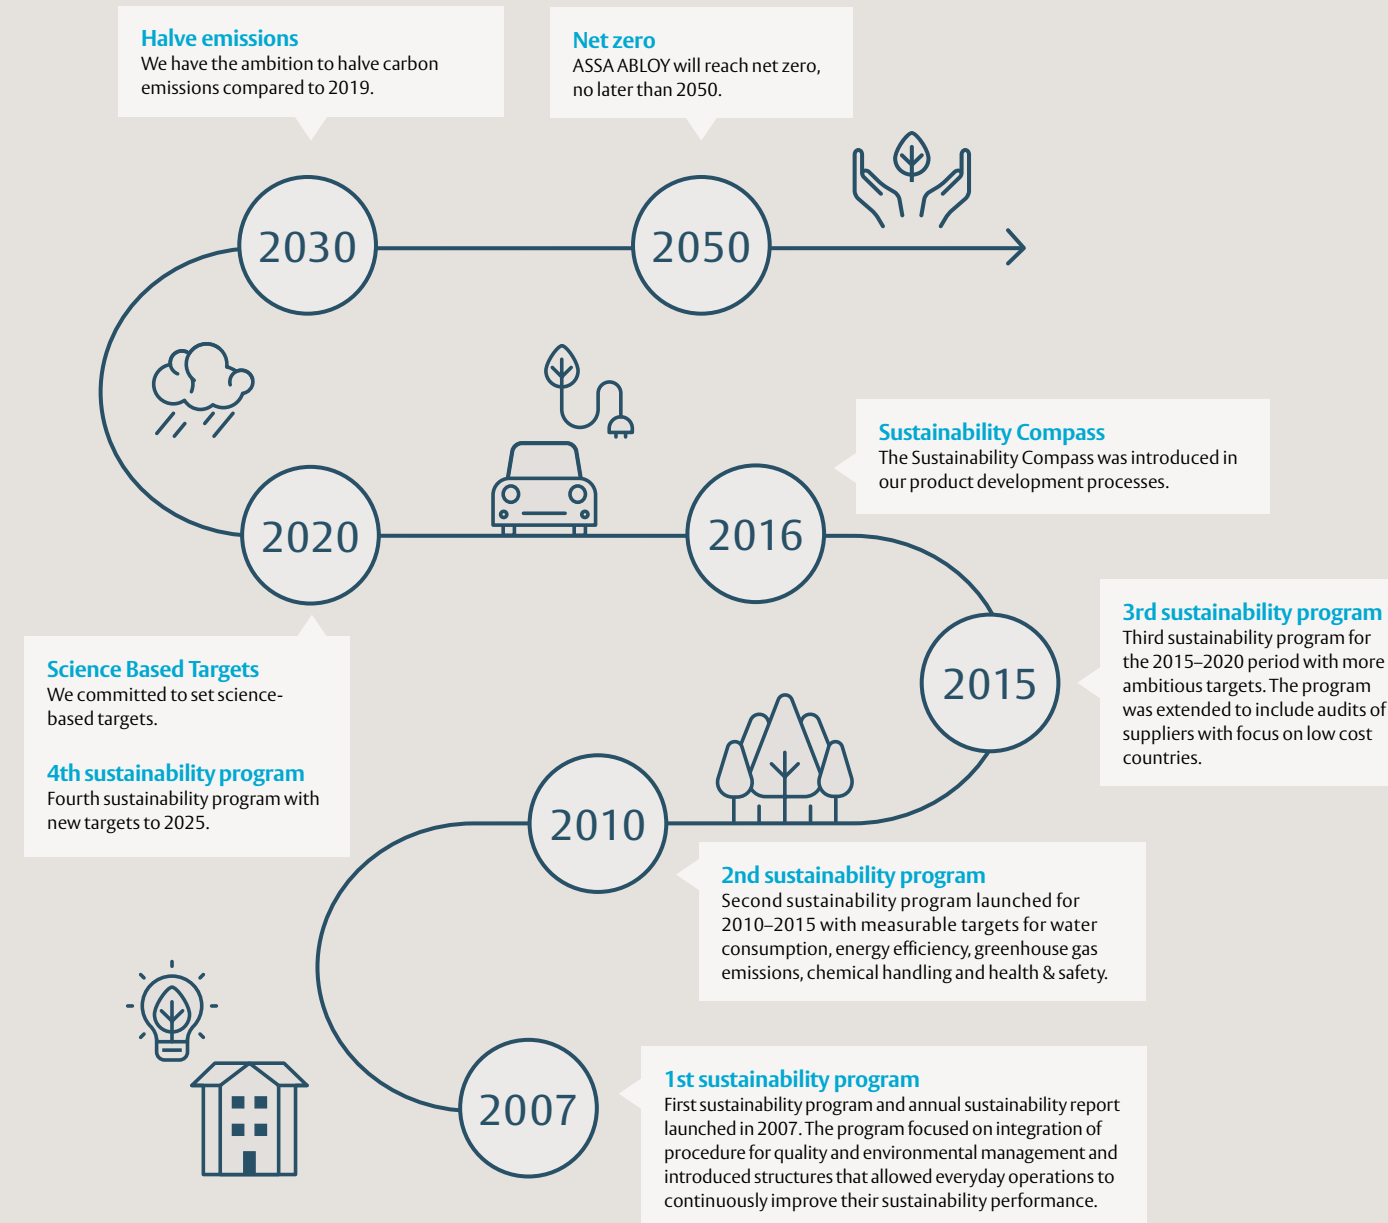 Halve emissions
We have the ambition to halve carbon
emissions compared to 2019.
Net zero
ASSA ABLOY will reach net zero,
no later than 2050.
2030
2050
Sustainability Compass
The Sustainability Compass was introduced in
our product development processes.
2020
2016
3rd sustainability program
Third sustainability program for
the 2015–2020 period with more
ambitious targets. The program
was extended to include audits of
suppliers with focus on low cost
countries.
2015
Science Based Targets
We committed to set science-
based targets.
4th sustainability program
Fourth sustainability program with
new targets to 2025.
2010
2nd sustainability program
Second sustainability program launched for
2010–2015 with measurable targets for water
consumption, energy efficiency, greenhouse gas
emissions, chemical handling and health & safety.
2007
1st sustainability program
First sustainability program and annual sustainability report
launched in 2007. The program focused on integration of
procedure for quality and environmental management and
introduced structures that allowed everyday operations to
continuously improve their sustainability performance.